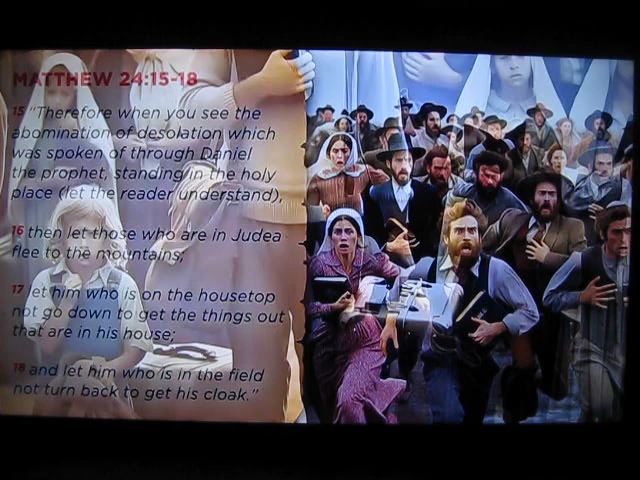 MATTHEW 24:15-18
15 "Therefore when you see the
abomination of desolation which
was spoken of through Daniel
the prophet, standing in the holy
place (let the reader understand),
16 then let those who are in Judea
flee to the mountains;
17 let him who is on the housetop
not go down to get the things out
that are in his house;
18 and let him who is in the field
not turn back to get his cloak."